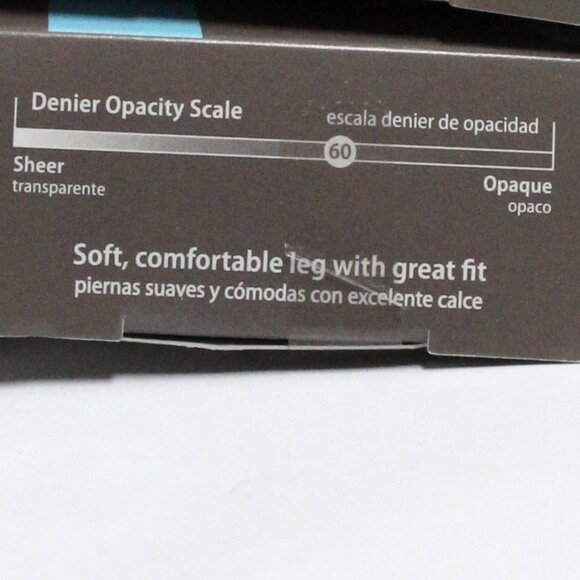 Denier Opacity Scale
escala denier de opacidad
60
Sheer
transparente
Opaque
opaco
Soft, comfortable leg with great fit
piernas suaves y cómodas con excelente calce